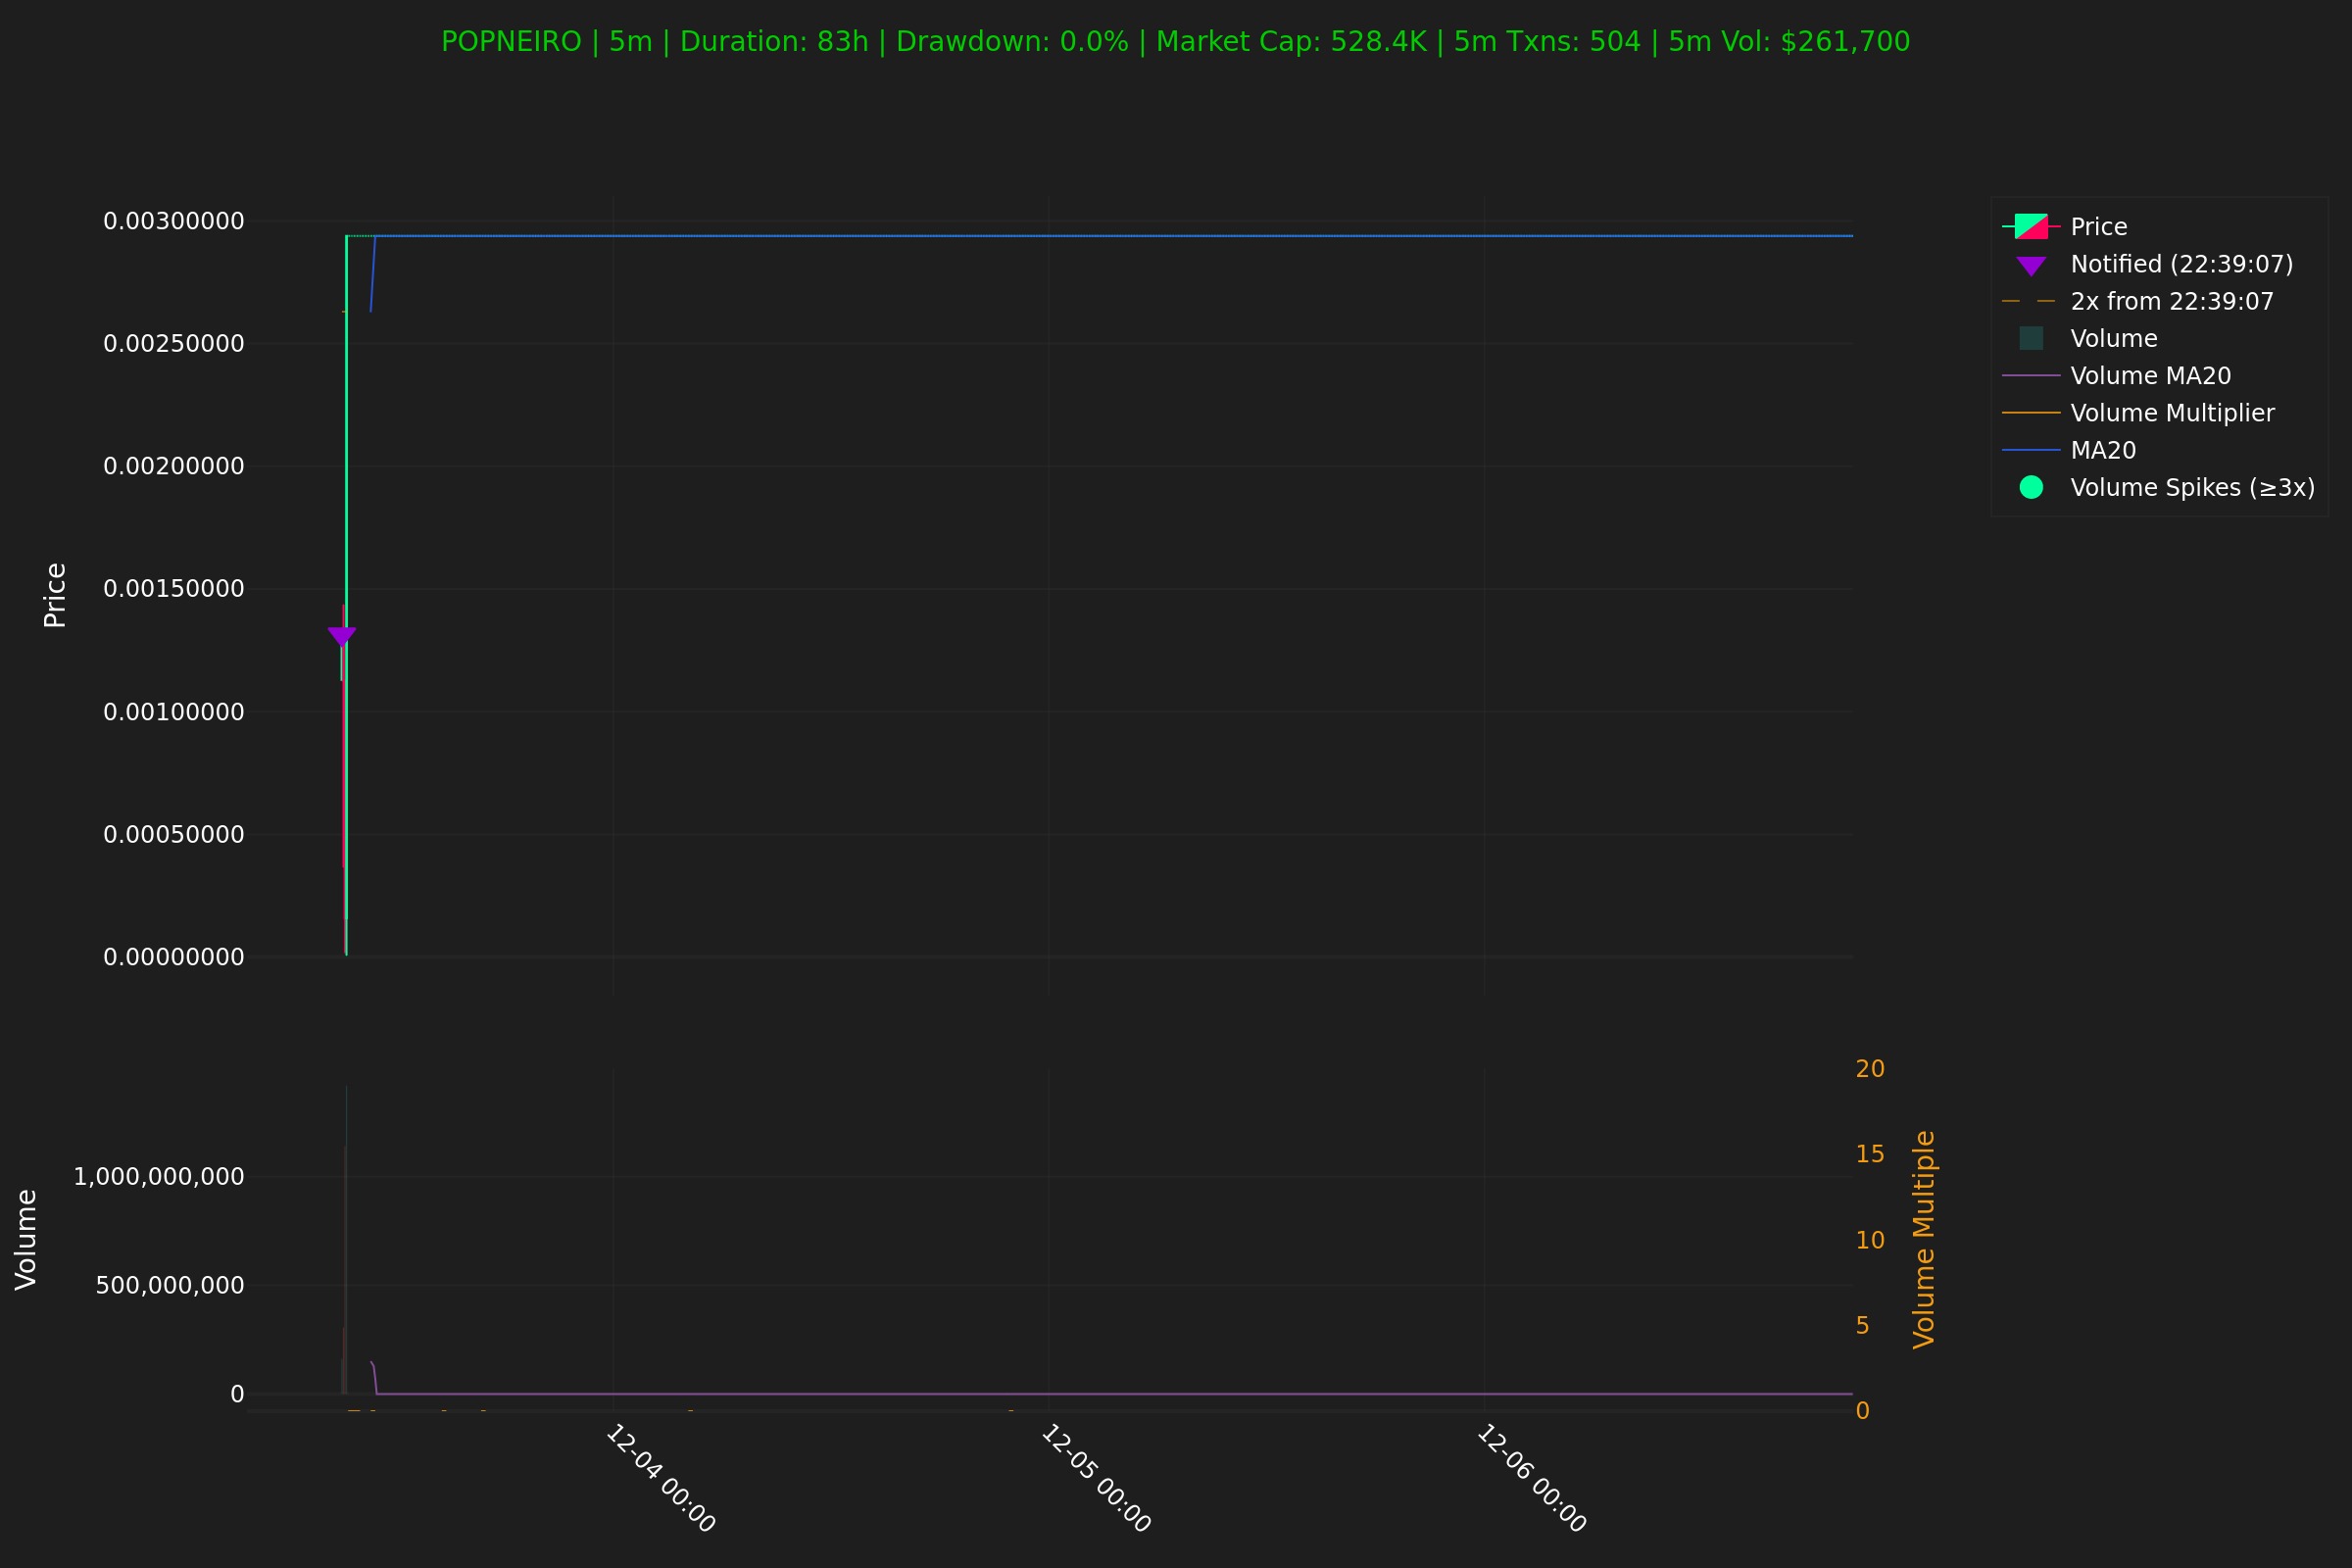 POPNEIRO | 5m | Duration: 83h | Drawdown: 0.0% | Market Cap: 528.4K | 5m Txns: 504 | 5m Vol: $261,700
Price
0.00300000
0.00250000
0.00200000
0.00150000
0.00100000
0.00050000
0.00000000
Price
Notified (22:39:07)
2x from 22:39:07
Volume
Volume MA20
Volume Multiplier
MA20
Volume Spikes (≥3x)
Volume
1,000,000,000
500,000,000
0
20
15
10
5
0
Volume Multiple
12-04 00:00
12-05 00:00
12-06 00:00